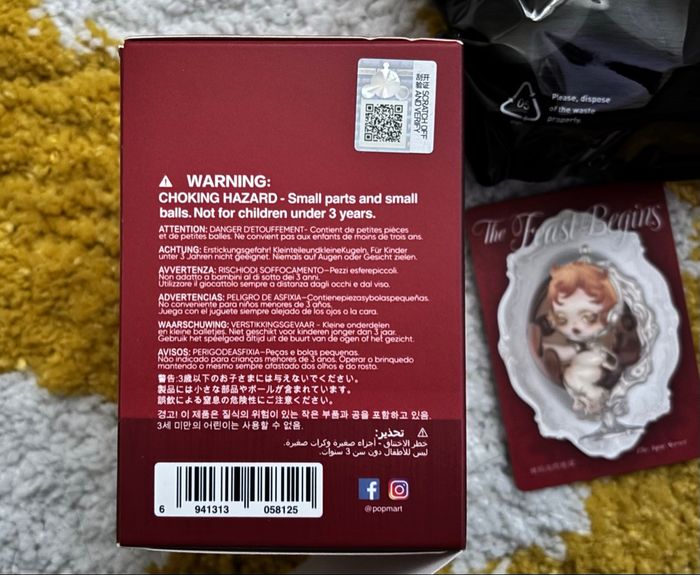 开证
刮验
SCRATCH OFF
AND VERIFY
WARNING:
CHOKING HAZARD - Small parts and small
balls. Not for children under 3 years.
ATTENTION: DANGER D'ETOUFFEMENT- Contient de petites pièces
et de petites balles. Ne convient pas aux enfants de moins de trois ans.
ACHTUNG: Erstickungsgefahr! KleinteileundkleineKugeln, Für Kinder
unter 3 Jahren nicht geeignet. Niemals auf Augen oder Gesicht zielen.
AVVERTENZA: RISCHIODI SOFFOCAMENTO-Pezzi esferepiccoli.
Non adatto a bambini al di sotto dei 3 anni.
Utilizzare il giocattolo sempre a distanza dagli occhi e dal viso.
ADVERTENCIAS: PELIGRO DE ASFIXIA-Contienepiezasybolaspequeñas.
No conveniente para niños menores de 3 años.
Juega con el juguete siempre alejado de los ojos o la cara.
WAARSCHUWING: VERSTIKKINGSGEVAAR - Kleine onderdelen
en kleine balletjes. Niet geschikt voor kinderen jonger dan 3 jaar.
Gebruik het speelgoed altijd uit de buurt van de ogen of het gezicht.
AVISOS: PERIGODEASFIXIA-Peças e bolas pequenas.
Não indicado para crianças menores de 3 anos. Operar o brinquedo
mantendo sempre afastado dos olhos e do rosto.
警告:3歳以下のお子さまには与えないでください。
製品には小さな部品やボールが含まれています。
誤飲による窒息の危険性にご注意ください。
경고! 이 제품은 질식의 위험이 있는 작은 부품과 공을 포함하고 있음.
3세 미만의 어린이는 사용할 수 없음.
تحذير:
خطر الاختناق - أجزاء صغيرة وكرات صغيرة.
ليس للأطفال دون سن 3 سنوات.
6 941313 058125
@popmart
05
Please, dispose
of the waste
properly.
The Feast Begins